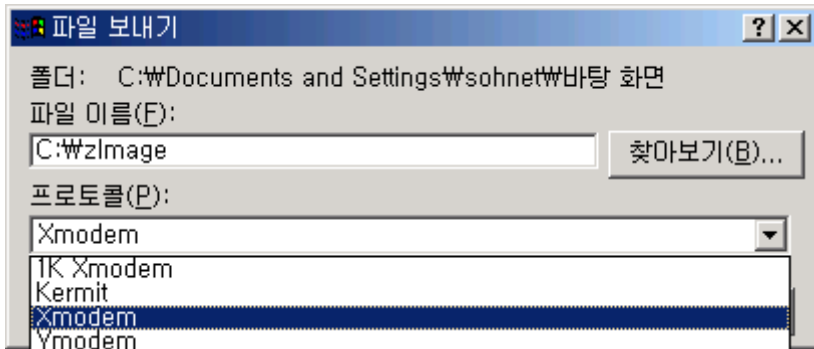 파일 보내기
폴더: C:₩Documents and Settings₩sohnet₩바탕 화면
파일 이름(F):
C:₩zImage
찾아보기(B)...
프로토콜(P):
Xmodem
1K Xmodem
Kermit
Xmodem
Ymodem